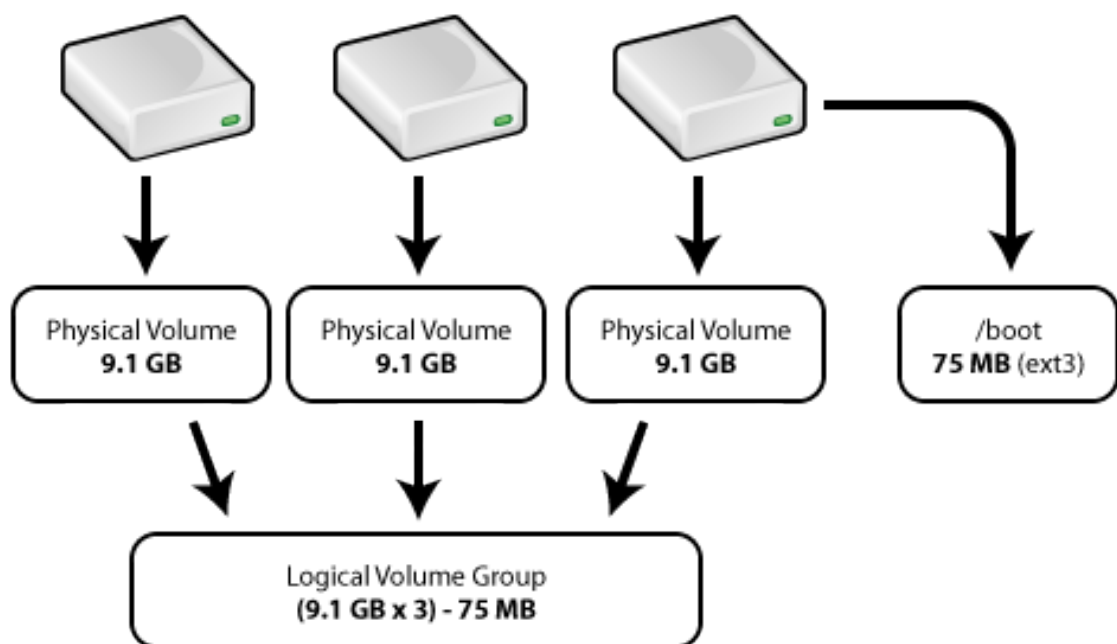 Physical Volume
9.1 GB
Physical Volume
9.1 GB
Physical Volume
9.1 GB
/boot
75 MB (ext3)
Logical Volume Group
(9.1 GB x 3) - 75 MB